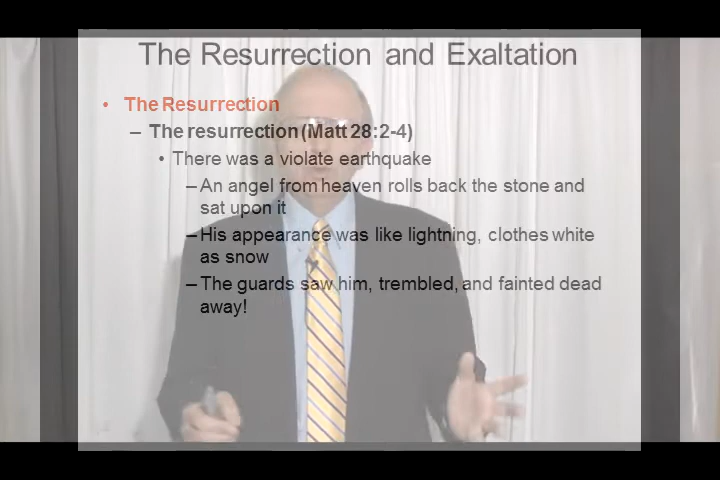 The Resurrection and Exaltation
• The Resurrection
– The resurrection (Matt 28:2-4)
• There was a violate earthquake
– An angel from heaven rolls back the stone and
sat upon it
– His appearance was like lightning, clothes white
as snow
– The guards saw him, trembled, and fainted dead
away!